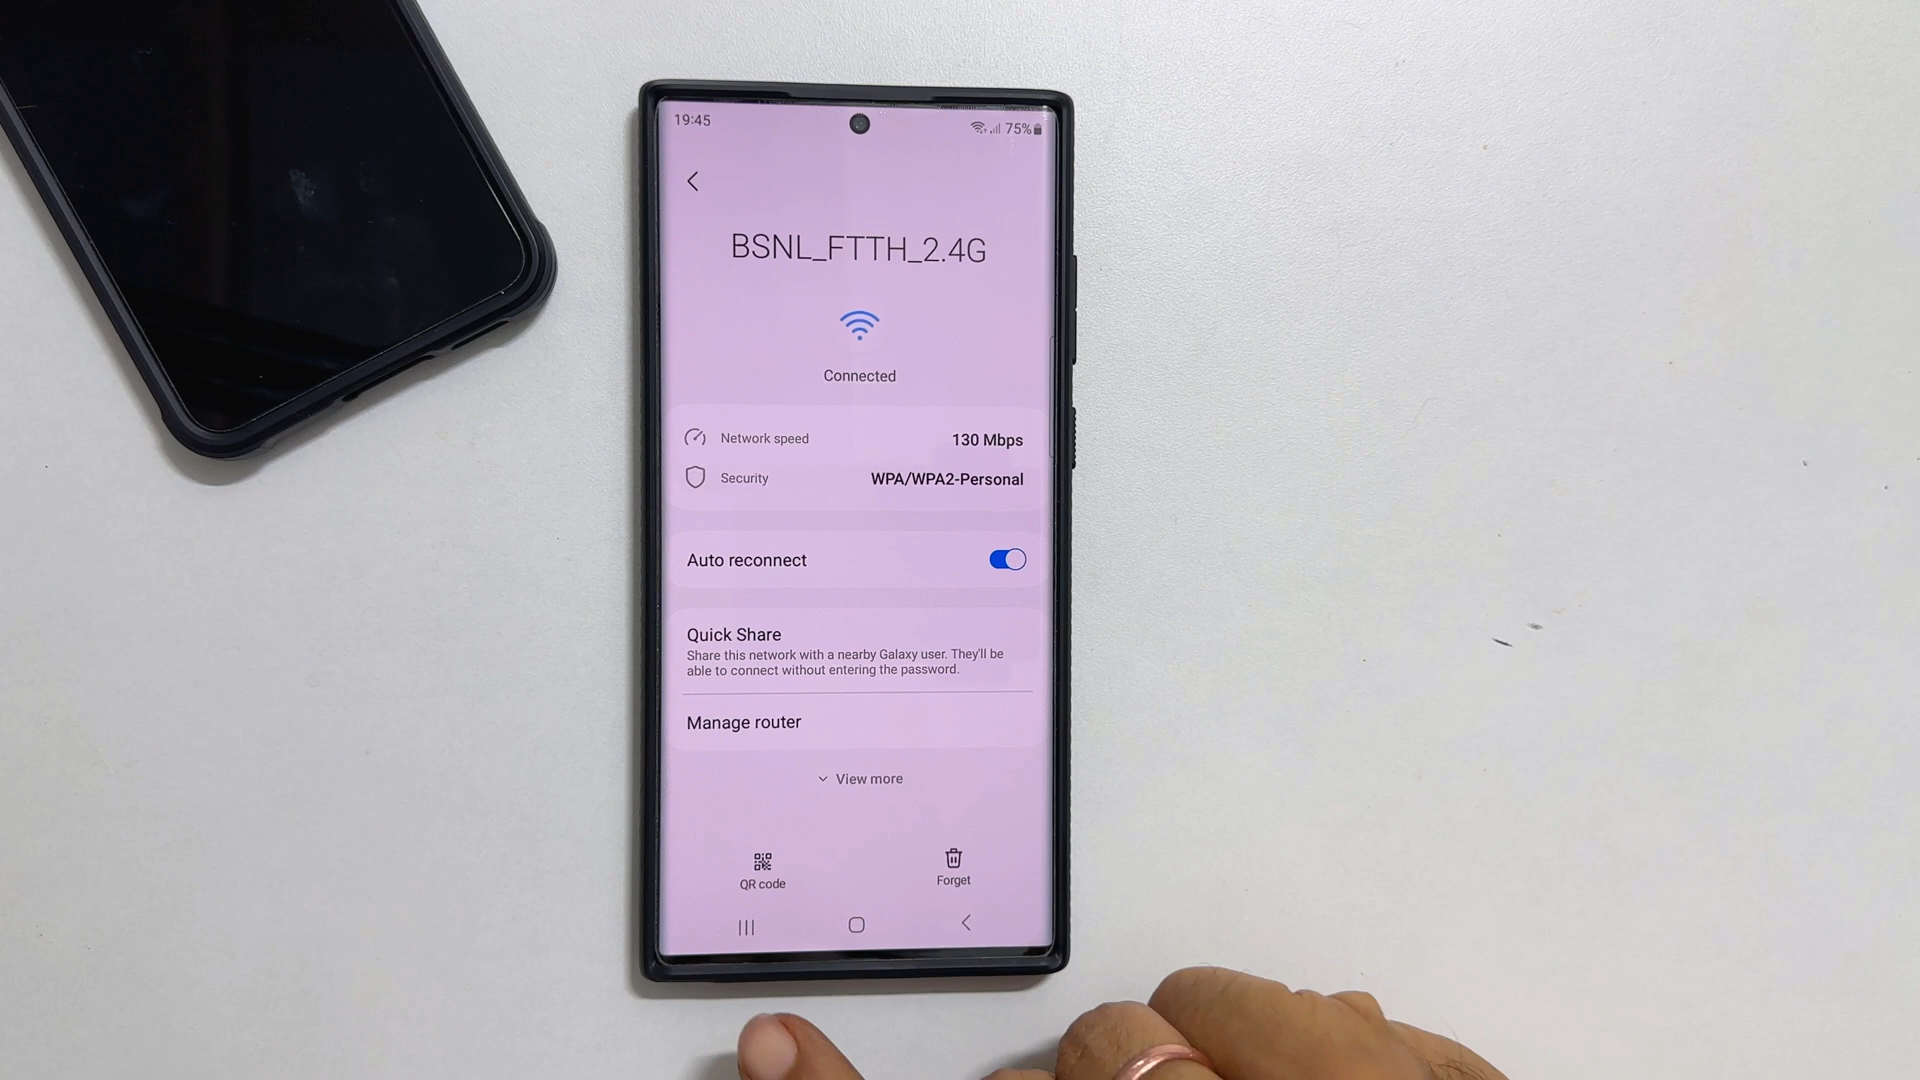 19:45
75%
BSNL_FTTH_2.4G
Connected
Network speed 130 Mbps
Security WPA/WPA2-Personal
Auto reconnect
Quick Share
Share this network with a nearby Galaxy user. They'll be
able to connect without entering the password.
Manage router
View more
QR code
Forget